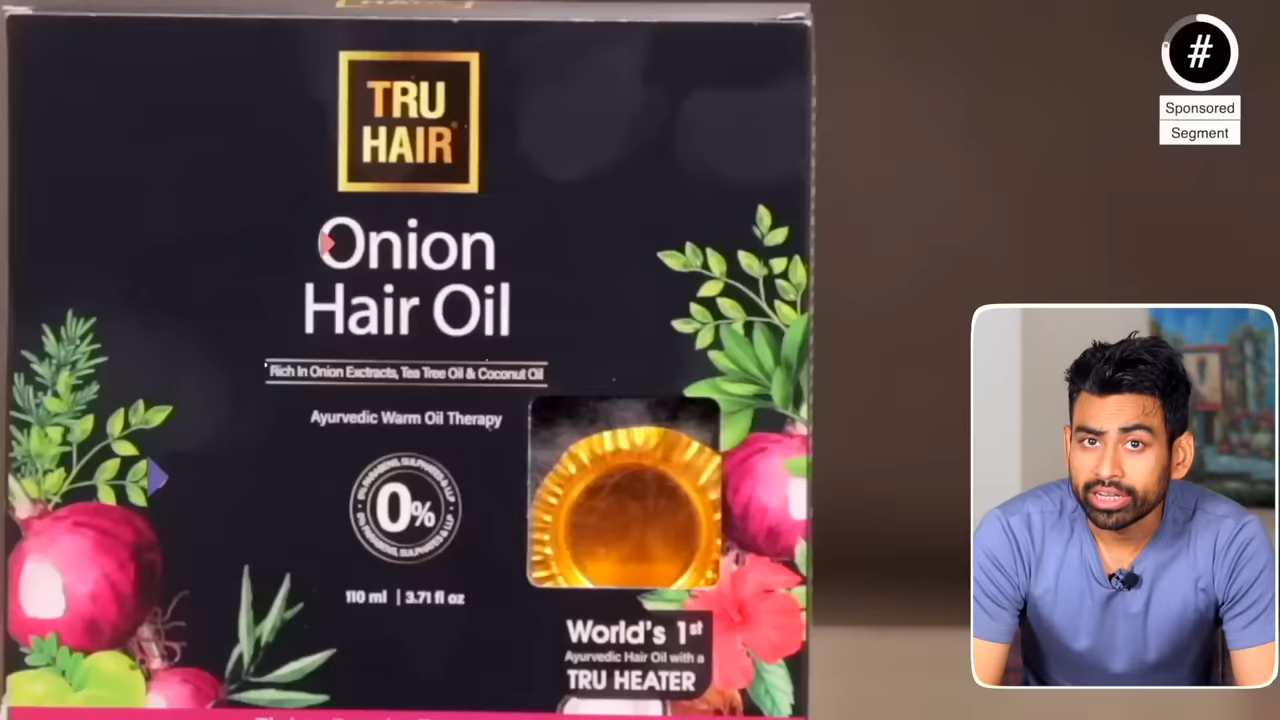 TRU
HAIR
Onion
Hair Oil
Rich In Onion Exctracts, Tea Tree Oil & Coconut Oil
Ayurvedic Warm Oil Therapy
0%
110 ml | 3.71 fl oz
World's 1st
Ayurvedic Hair Oil with a
TRU HEATER
#
Sponsored
Segment